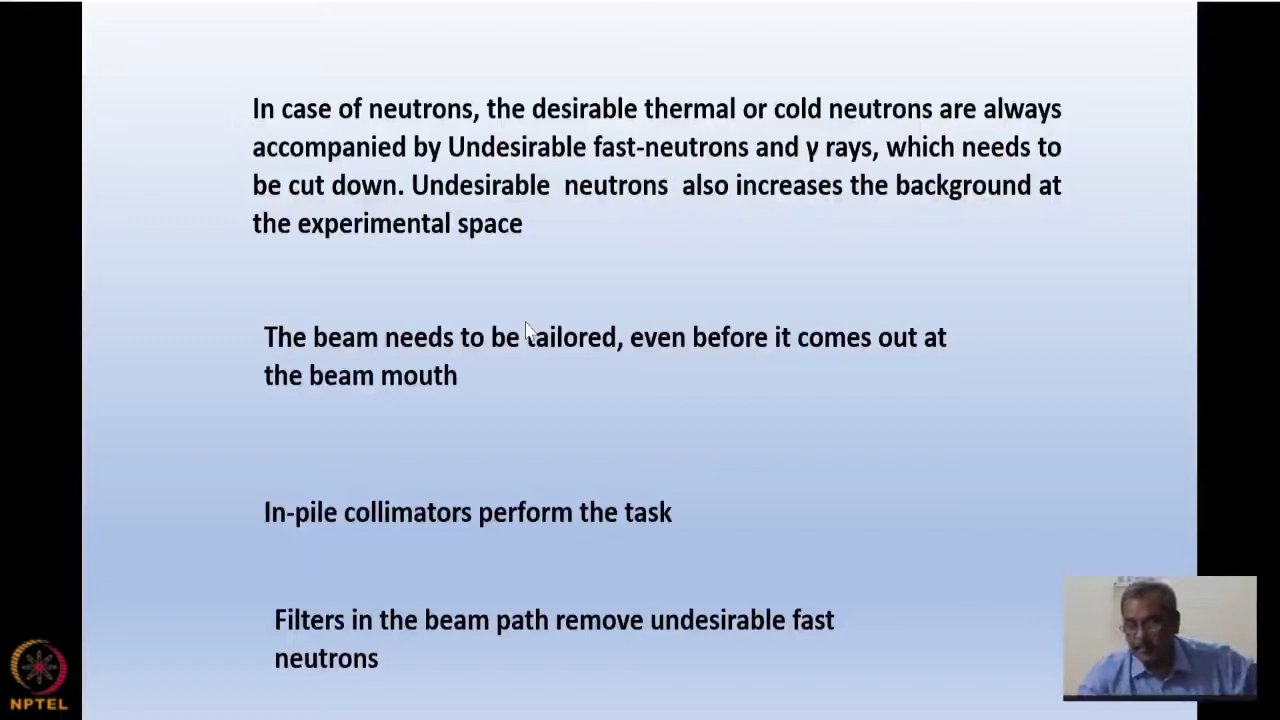 In case of neutrons, the desirable thermal or cold neutrons are always
accompanied by Undesirable fast-neutrons and γ rays, which needs to
be cut down. Undesirable neutrons also increases the background at
the experimental space
The beam needs to be tailored, even before it comes out at
the beam mouth
In-pile collimators perform the task
Filters in the beam path remove undesirable fast
neutrons
NPTEL